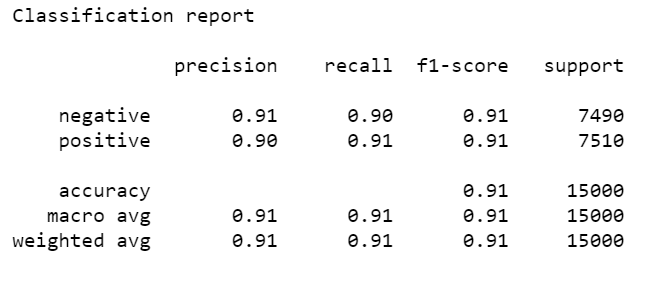 Classification report
precision recall f1-score support
negative 0.91 0.90 0.91 7490
positive 0.90 0.91 0.91 7510
accuracy 0.91 15000
macro avg 0.91 0.91 0.91 15000
weighted avg 0.91 0.91 0.91 15000